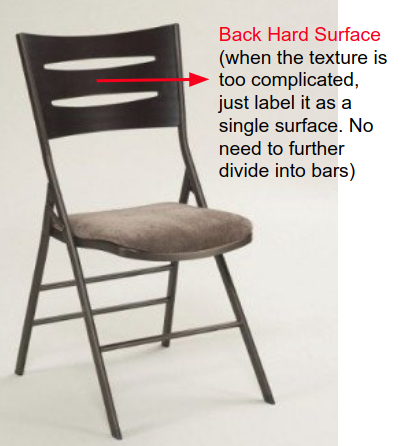 Back Hard Surface
(when the texture is
too complicated,
just label it as a
single surface. No
need to further
divide into bars)